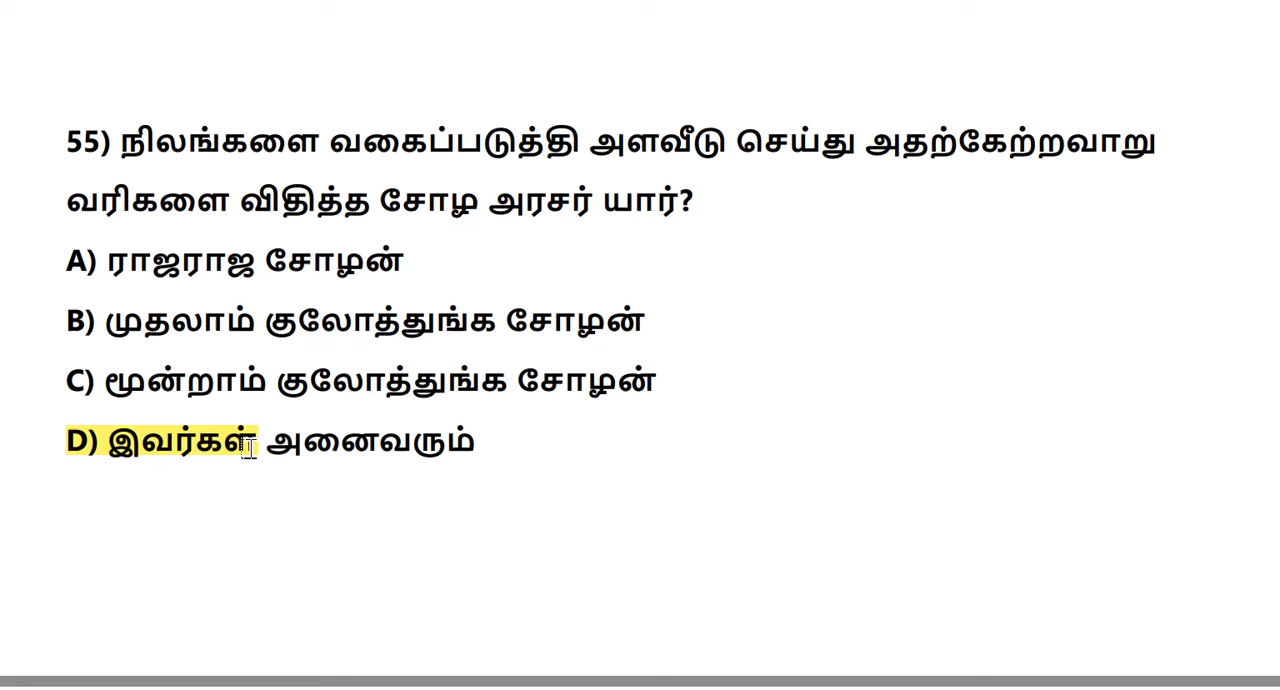 55) நிலங்களை வகைப்படுத்தி அளவீடு செய்து அதற்கேற்றவாறு
வரிகளை விதித்த சோழ அரசர் யார்?
A) ராஜராஜ சோழன்
B) முதலாம் குலோத்துங்க சோழன்
C) மூன்றாம் குலோத்துங்க சோழன்
D) இவர்கள் அனைவரும்